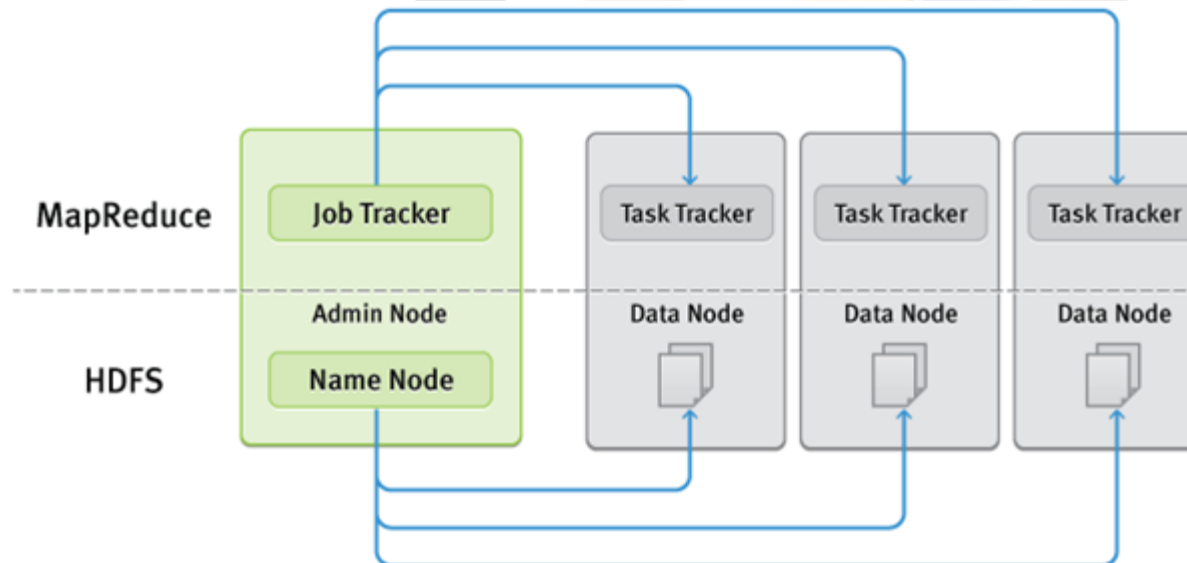 MapReduce
Job Tracker
Task Tracker
Task Tracker
Task Tracker
Admin Node
Data Node
Data Node
Data Node
HDFS
Name Node